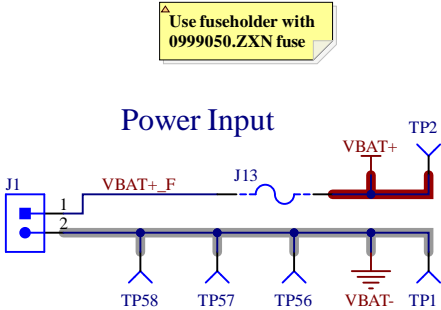 Use fuseholder with
0999050.ZXN fuse
Power Input
TP2
VBAT+
J13
J1
VBAT+_F
1
2
TP58
TP57
TP56
VBAT-
TP1